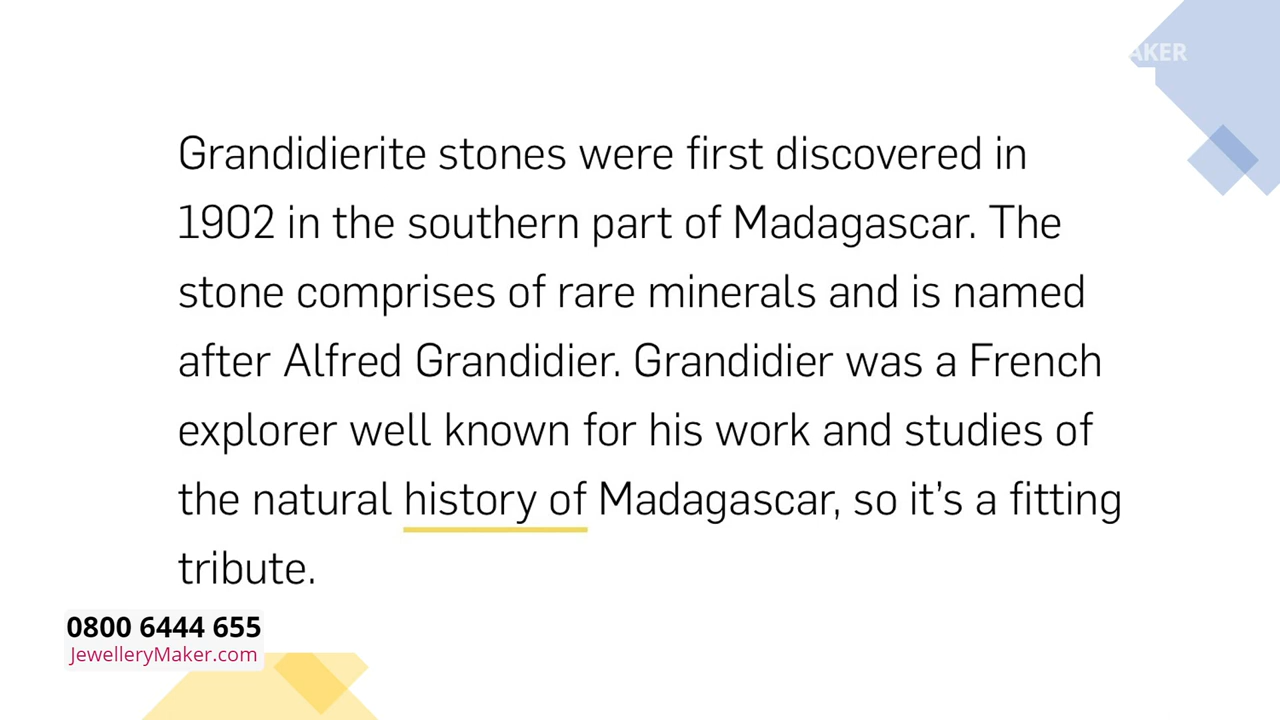 AKER
Grandidierite stones were first discovered in
1902 in the southern part of Madagascar. The
stone comprises of rare minerals and is named
after Alfred Grandidier. Grandidier was a French
explorer well known for his work and studies of
the natural history of Madagascar, so it’s a fitting
tribute.
0800 6444 655
JewelleryMaker.com